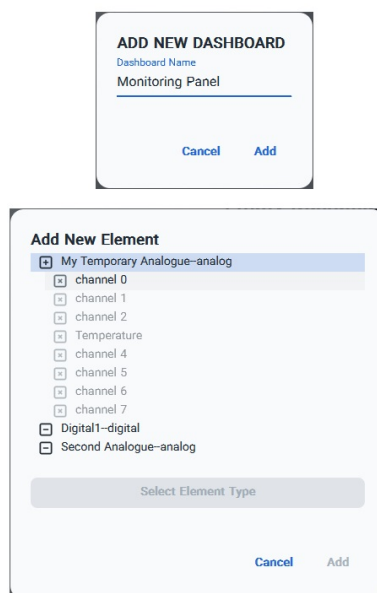 ADD NEW DASHBOARD
Dashboard Name
Monitoring Panel
Cancel Add
Add New Element
My Temporary Analogue-analog
channel 0
channel 1
channel 2
Temperature
channel 4
channel 5
channel 6
channel 7
Digital1-digital
Second Analogue-analog
Select Element Type
Cancel Add